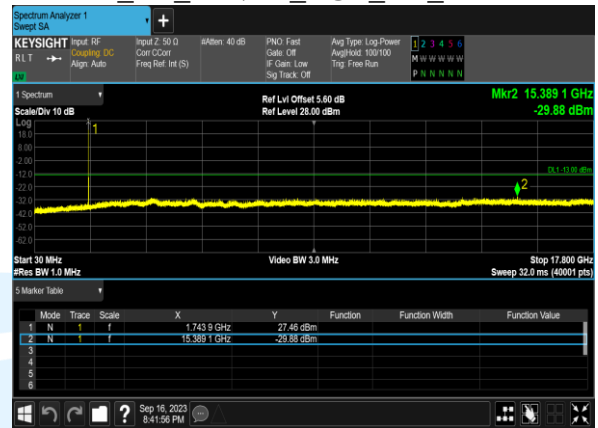 Spectrum Analyzer 1
Swept SA
KEYSIGHT
RLT
LV
Input: RF
Coupling: DC
Align: Auto
Input Z: 50 Ω
Corr CCorr
Freq Ref: Int (S)
#Atten: 40 dB
PNO: Fast
Gate: Off
IF Gain: Low
Sig Track: Off
Avg Type: Log-Power
Avg|Hold: 100/100
Trig: Free Run
1 2 3 4 5 6
M W W W W W
P N N N N N
1 Spectrum
Scale/Div 10 dB
Ref Lvl Offset 5.60 dB
Ref Level 28.00 dBm
Mkr2 15.389 1 GHz
-29.88 dBm
Log
1
18.0
8.00
-2.00
-12.0
DL1 -13.00 dBm
-22.0
2
-32.0
-42.0
-52.0
-62.0
Start 30 MHz
#Res BW 1.0 MHz
Video BW 3.0 MHz
Stop 17.800 GHz
Sweep 32.0 ms (40001 pts)
5 Marker Table
Mode Trace Scale X Y Function Function Width Function Value
1 N 1 f 1.743 9 GHz 27.46 dBm
2 N 1 f 15.389 1 GHz -29.88 dBm
3
4
5
6
?
Sep 16, 2023
8:41:56 PM